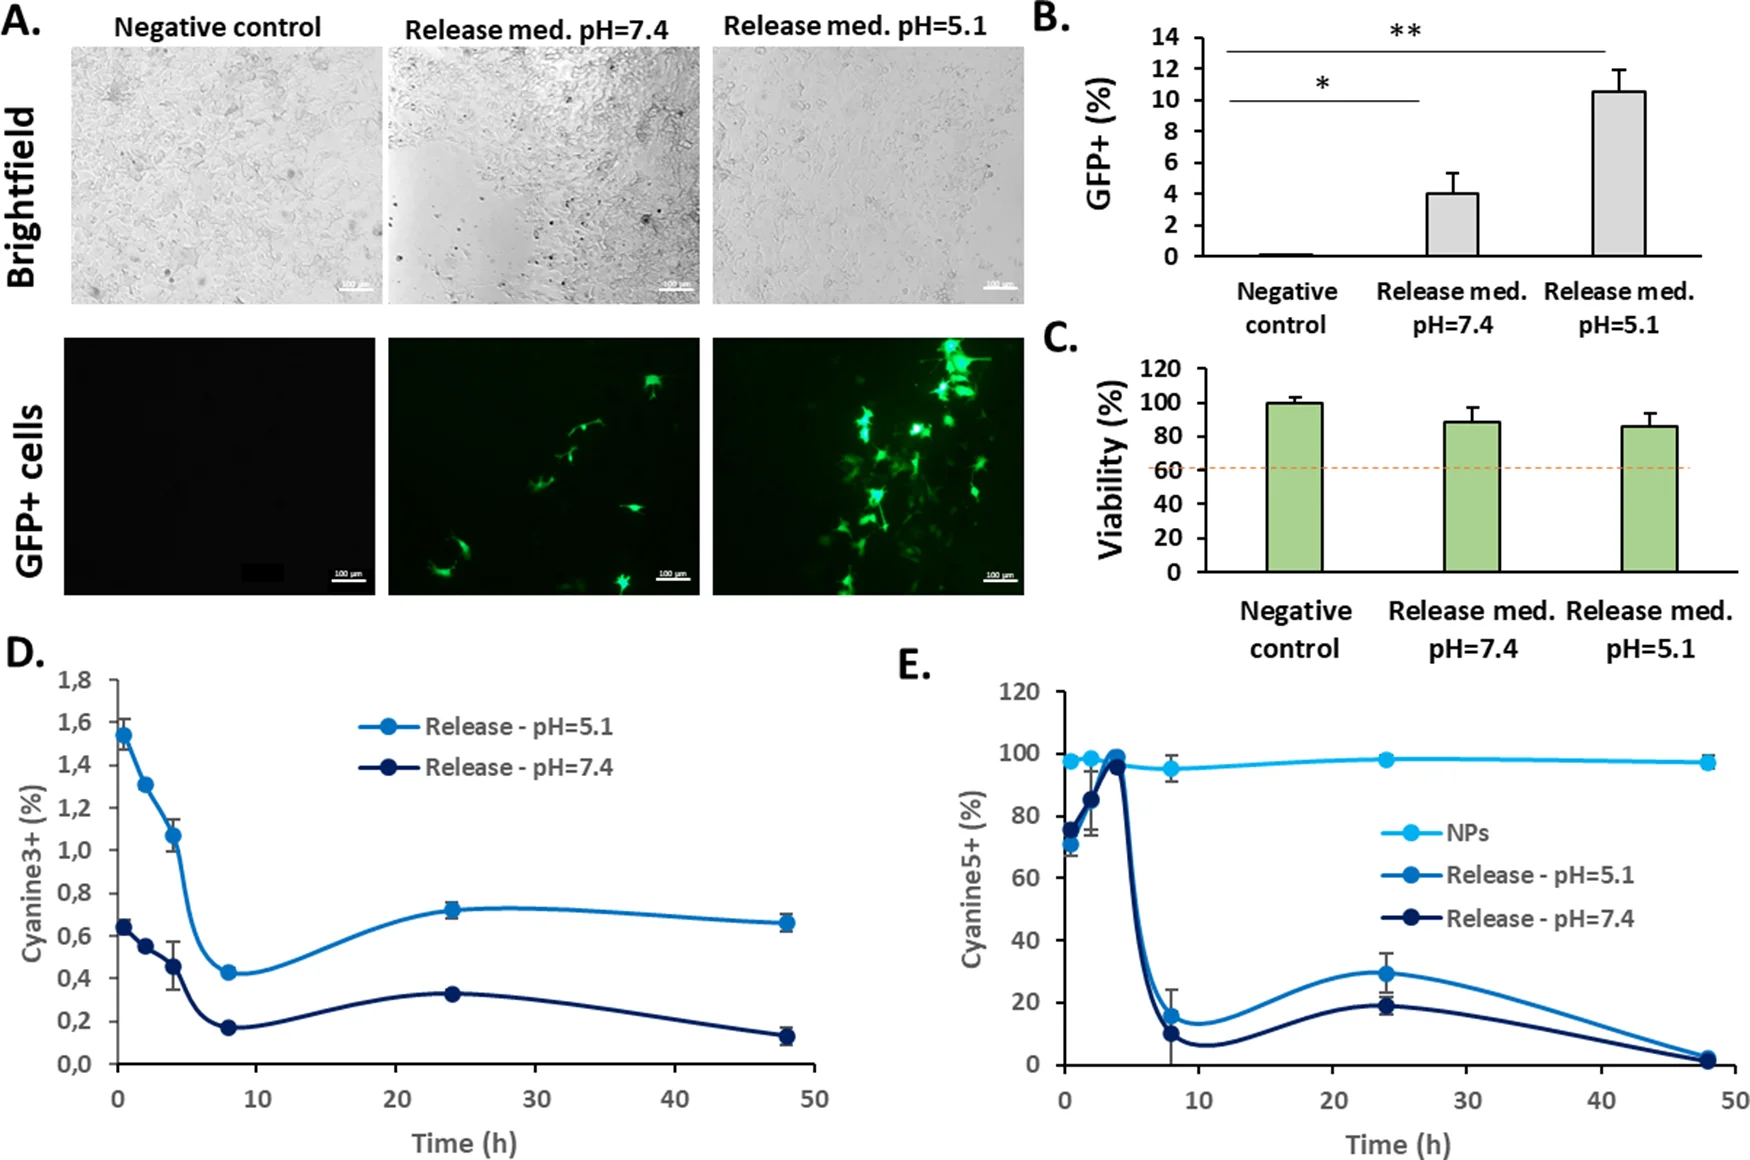 A.
Negative control
Release med. pH=7.4
Release med. pH=5.1
Brightfield
100 µm
100 µm
100 µm
GFP+ cells
100 µm
100 µm
100 µm
B.
GFP+ (%)
14
12
10
8
6
4
2
0
**
*
Negative
control
Release med.
pH=7.4
Release med.
pH=5.1
C.
Viability (%)
120
100
80
60
40
20
0
Negative
control
Release med.
pH=7.4
Release med.
pH=5.1
D.
Cyanine3+ (%)
1,8
1,6
1,4
1,2
1,0
0,8
0,6
0,4
0,2
0,0
Release - pH=5.1
Release - pH=7.4
0 10 20 30 40 50
Time (h)
E.
Cyanine5+ (%)
120
100
80
60
40
20
0
NPs
Release - pH=5.1
Release - pH=7.4
0 10 20 30 40 50
Time (h)